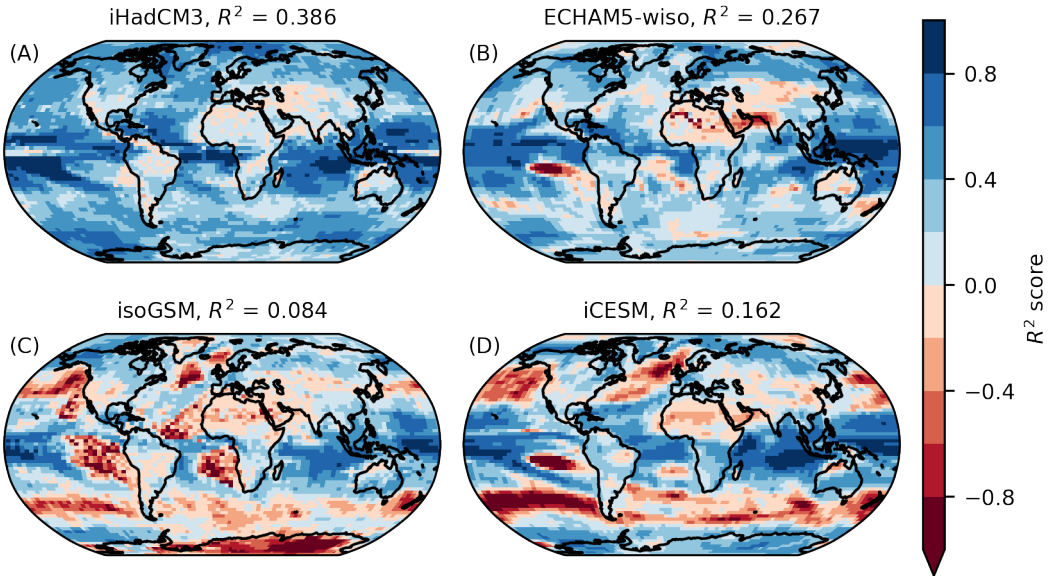 iHadCM3, R² = 0.386
ECHAM5-wiso, R² = 0.267
(A)
(B)
isoGSM, R² = 0.084
iCESM, R² = 0.162
(C)
(D)
0.8
0.4
0.0
−0.4
−0.8
R² score